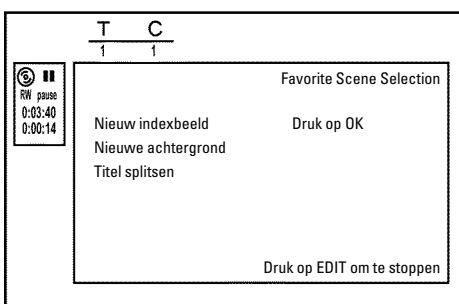 T C
1 1
RW pause
0:03:40
0:00:14
Favorite Scene Selection
Nieuw indexbeeld Druk op OK
Nieuwe achtergrond
Titel splitsen
Druk op EDIT om te stoppen